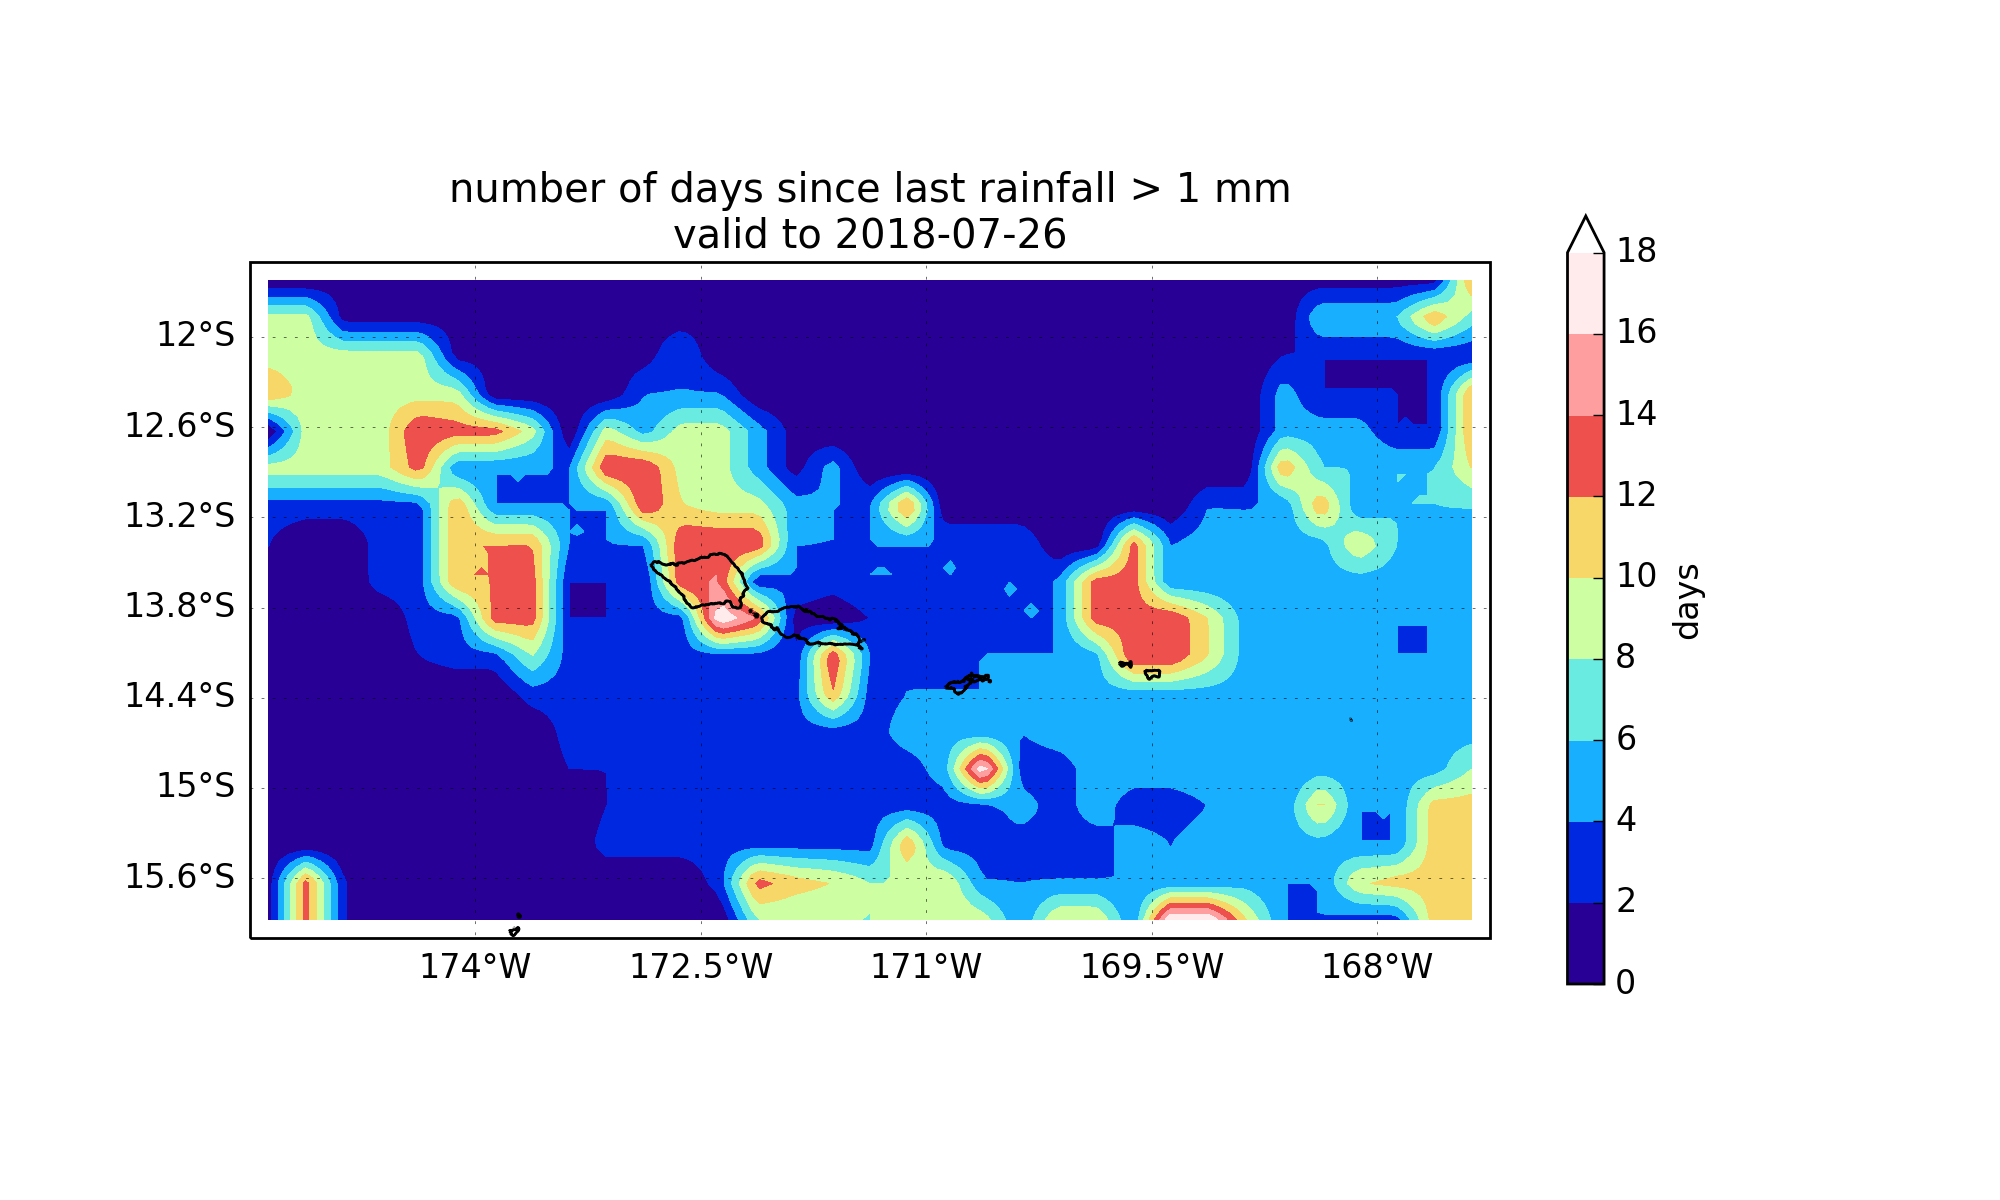 number of days since last rainfall > 1 mm
valid to 2018-07-26
12°S
12.6°S
13.2°S
13.8°S
14.4°S
15°S
15.6°S
174°W
172.5°W
171°W
169.5°W
168°W
18
16
14
12
10
8
6
4
2
0
days